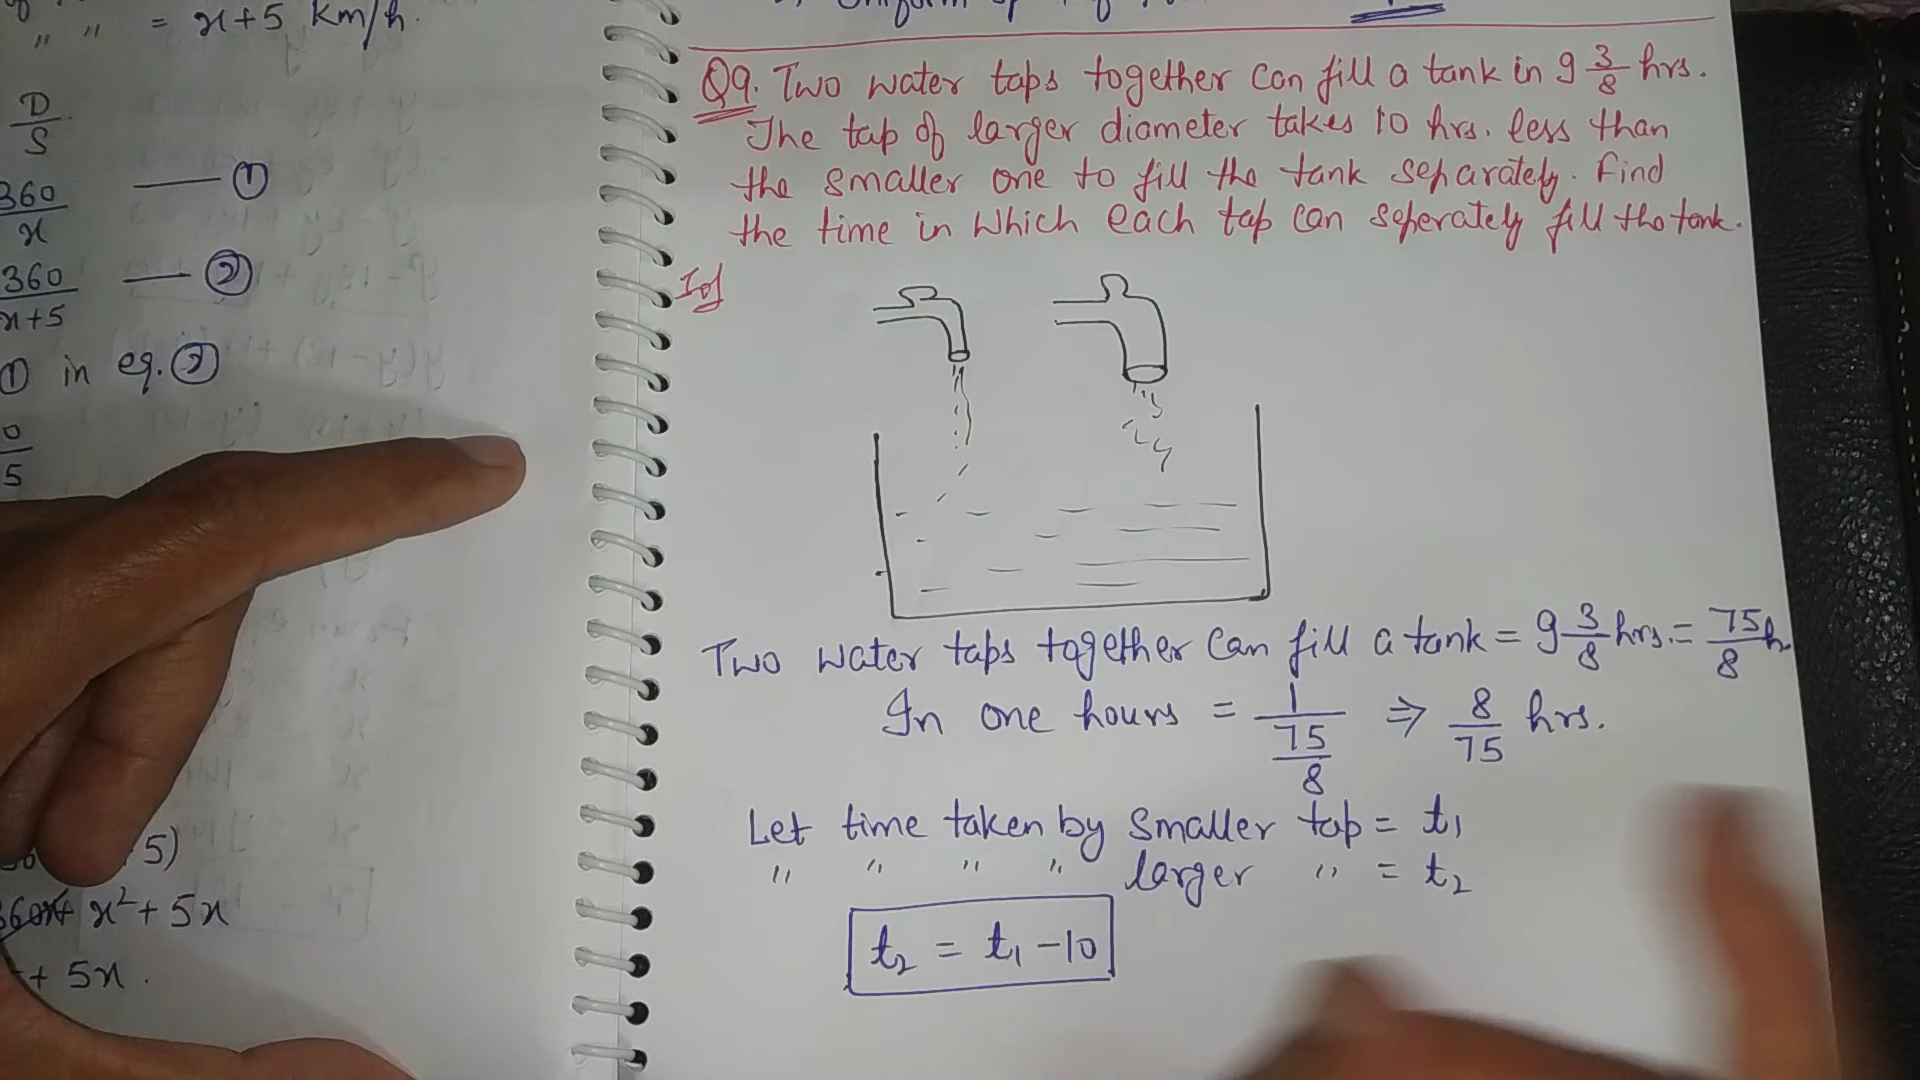 " " = x+5 km/h.
D/S
360/x —— ①
360/x+5 —— ②
① in eq. ②
5)
x² + 5x
+ 5x.
Q9. Two water taps together can fill a tank in 9 3/8 hrs.
The tap of larger diameter takes 10 hrs. less than
the smaller one to fill the tank separately. Find
the time in which each tap can seperately fill the tank.
Two water taps together can fill a tank = 9 3/8 hrs. = 75/8 h.
In one hours = 1/(75/8) ⇒ 8/75 hrs.
Let time taken by smaller tap = t₁
" " " " larger " = t₂
t₂ = t₁ - 10